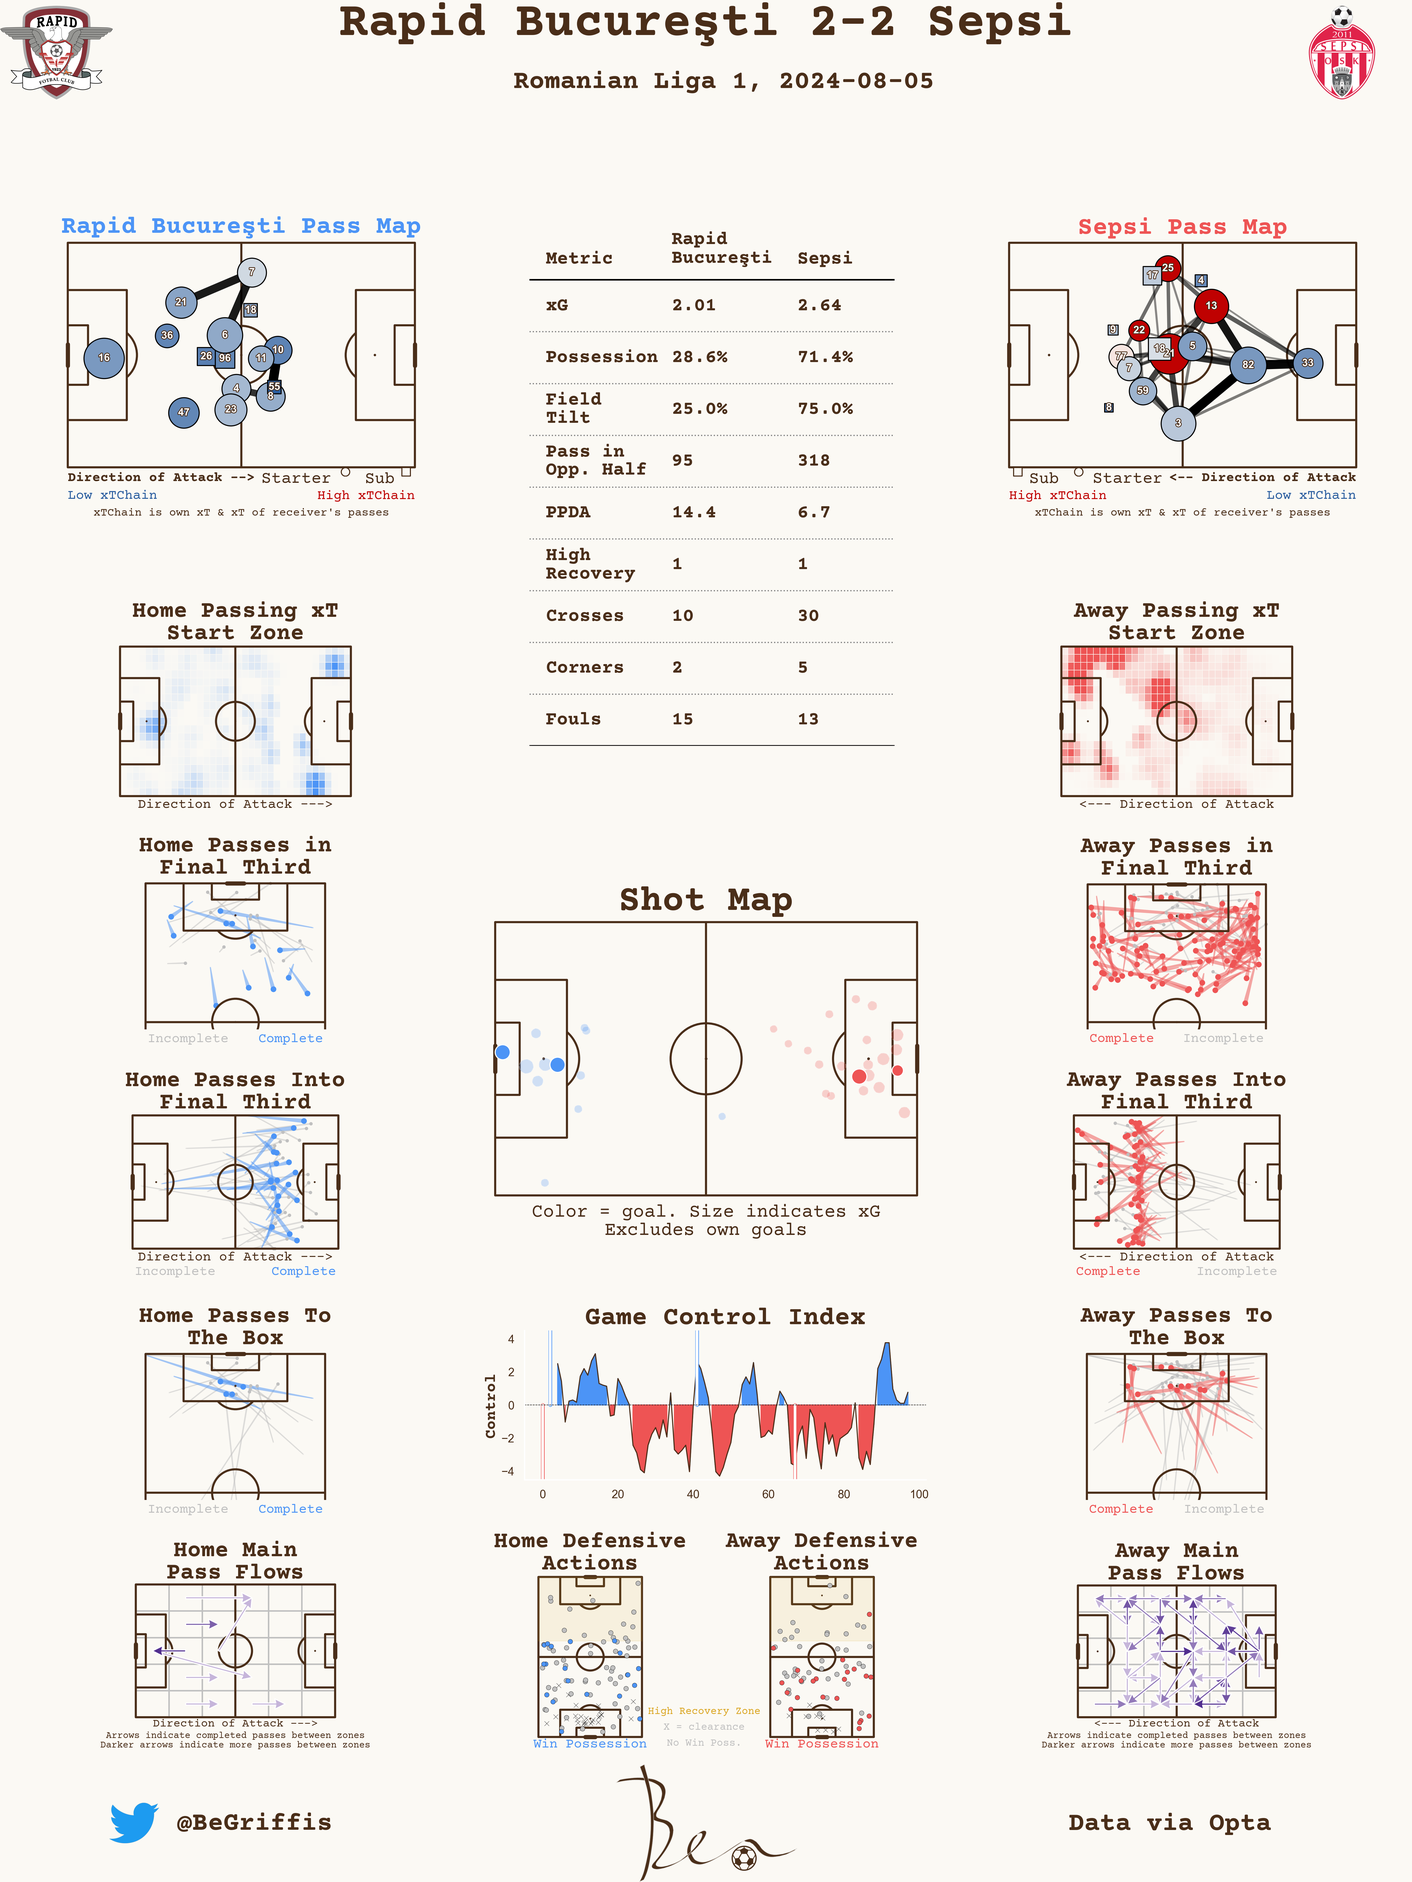 Rapid Bucureşti 2-2 Sepsi
Romanian Liga 1, 2024-08-05
RAPID
1923
FOTBAL CLUB
2011
SEPSI
OSK
Rapid Bucureşti Pass Map
7
21
18
36
6
16
26
96
11
10
4
55
8
47
23
Direction of Attack --> Starter Sub
Low xTChain High xTChain
xTChain is own xT & xT of receiver's passes
Metric Rapid Bucureşti Sepsi
xG 2.01 2.64
Possession 28.6% 71.4%
Field Tilt 25.0% 75.0%
Pass in Opp. Half 95 318
PPDA 14.4 6.7
High Recovery 1 1
Crosses 10 30
Corners 2 5
Fouls 15 13
Sepsi Pass Map
25
17
4
13
9
22
18
5
77
21
7
82
33
59
8
3
Sub Starter <-- Direction of Attack
High xTChain Low xTChain
xTChain is own xT & xT of receiver's passes
Home Passing xT
Start Zone
Direction of Attack --->
Away Passing xT
Start Zone
<--- Direction of Attack
Home Passes in
Final Third
Incomplete Complete
Away Passes in
Final Third
Complete Incomplete
Shot Map
Color = goal. Size indicates xG
Excludes own goals
Home Passes Into
Final Third
Direction of Attack --->
Incomplete Complete
Away Passes Into
Final Third
<--- Direction of Attack
Complete Incomplete
Home Passes To
The Box
Incomplete Complete
Game Control Index
Control
4
2
0
−2
−4
0 20 40 60 80 100
Away Passes To
The Box
Complete Incomplete
Home Main
Pass Flows
Direction of Attack --->
Arrows indicate completed passes between zones
Darker arrows indicate more passes between zones
Home Defensive
Actions
Win Possession
Away Defensive
Actions
Win Possession
High Recovery Zone
X = clearance
No Win Poss.
Away Main
Pass Flows
<--- Direction of Attack
Arrows indicate completed passes between zones
Darker arrows indicate more passes between zones
@BeGriffis
Ben
Data via Opta